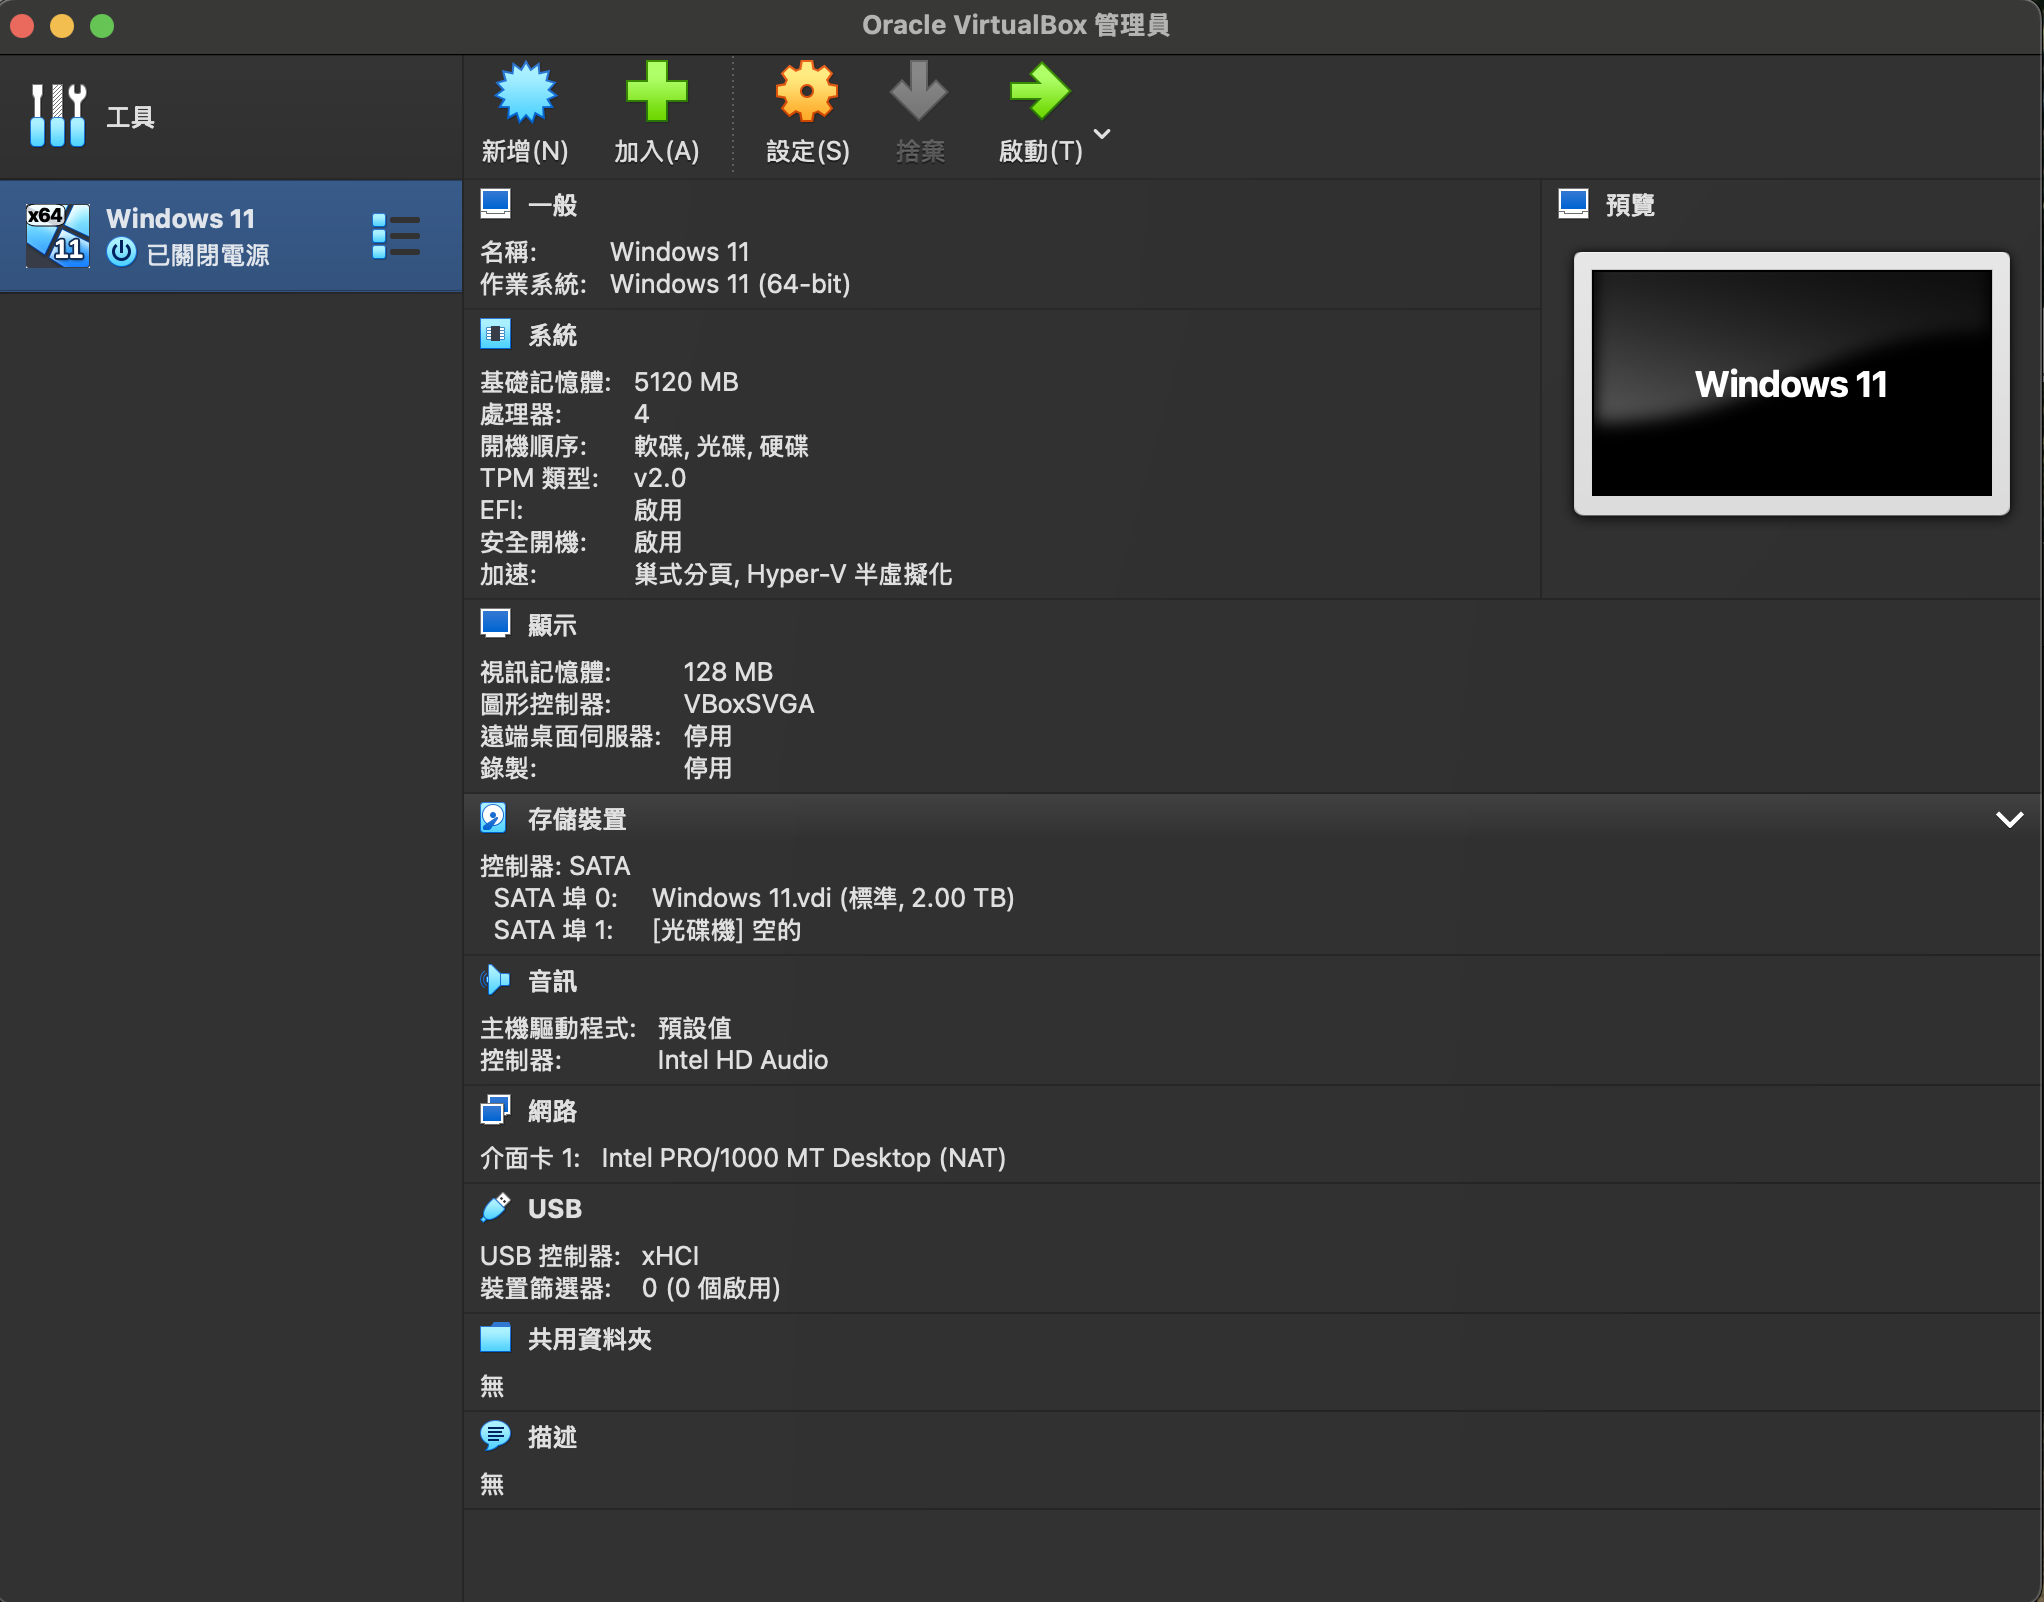 Oracle VirtualBox 管理員
工具
新增(N)
加入(A)
設定(S)
捨棄
啟動(T)
x64
11
Windows 11
已關閉電源
一般
名稱: Windows 11
作業系統: Windows 11 (64-bit)
預覽
Windows 11
系統
基礎記憶體: 5120 MB
處理器: 4
開機順序: 軟碟, 光碟, 硬碟
TPM 類型: v2.0
EFI: 啟用
安全開機: 啟用
加速: 巢式分頁, Hyper-V 半虛擬化
顯示
視訊記憶體: 128 MB
圖形控制器: VBoxSVGA
遠端桌面伺服器: 停用
錄製: 停用
存儲裝置
控制器: SATA
SATA 埠 0: Windows 11.vdi (標準, 2.00 TB)
SATA 埠 1: [光碟機] 空的
音訊
主機驅動程式: 預設值
控制器: Intel HD Audio
網路
介面卡 1: Intel PRO/1000 MT Desktop (NAT)
USB
USB 控制器: xHCI
裝置篩選器: 0 (0 個啟用)
共用資料夾
無
描述
無